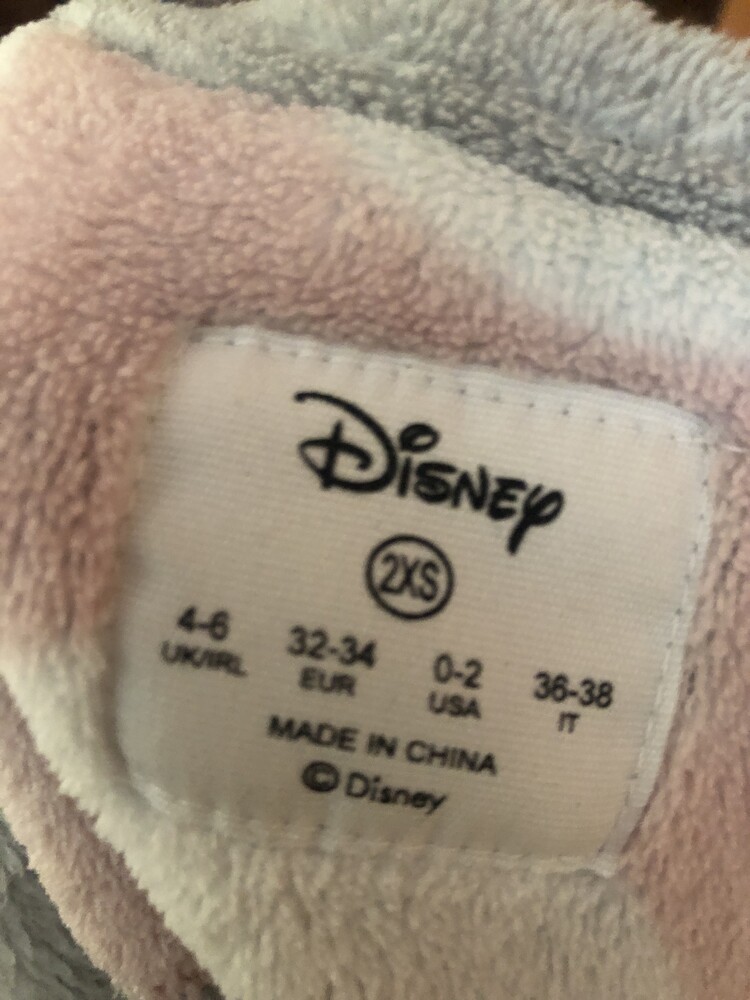 Disney
2XS
4-6 32-34 0-2 36-38
UK/IRL EUR USA IT
MADE IN CHINA
© Disney